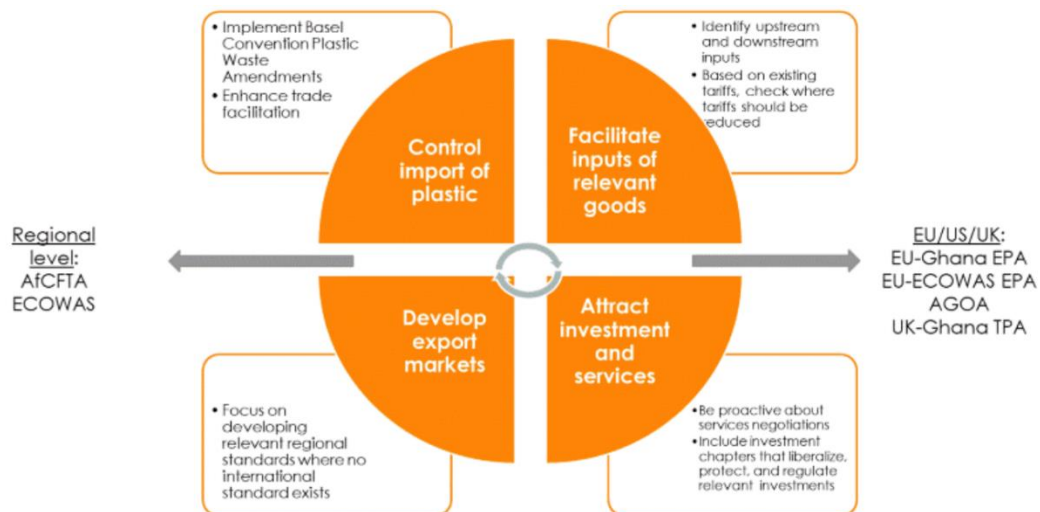 • Implement Basel
Convention Plastic
Waste
Amendments
• Enhance trade
facilitation
• Identify upstream
and downstream
inputs
• Based on existing
tariffs, check where
tariffs should be
reduced
Control
import of
plastic
Facilitate
inputs of
relevant
goods
Regional
level:
AfCFTA
ECOWAS
EU/US/UK:
EU-Ghana EPA
EU-ECOWAS EPA
AGOA
UK-Ghana TPA
Develop
export
markets
Attract
investment
and
services
• Focus on
developing
relevant regional
standards where no
international
standard exists
• Be proactive about
services negotiations
• Include investment
chapters that liberalize,
protect, and regulate
relevant investments